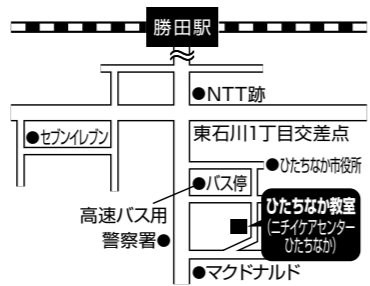 勝田駅
●NTT跡
●セブンイレブン
東石川1丁目交差点
●ひたちなか市役所
●バス停
高速バス用
ひたちなか教室
(ニチイケアセンター
ひたちなか)
警察署●
●マクドナルド